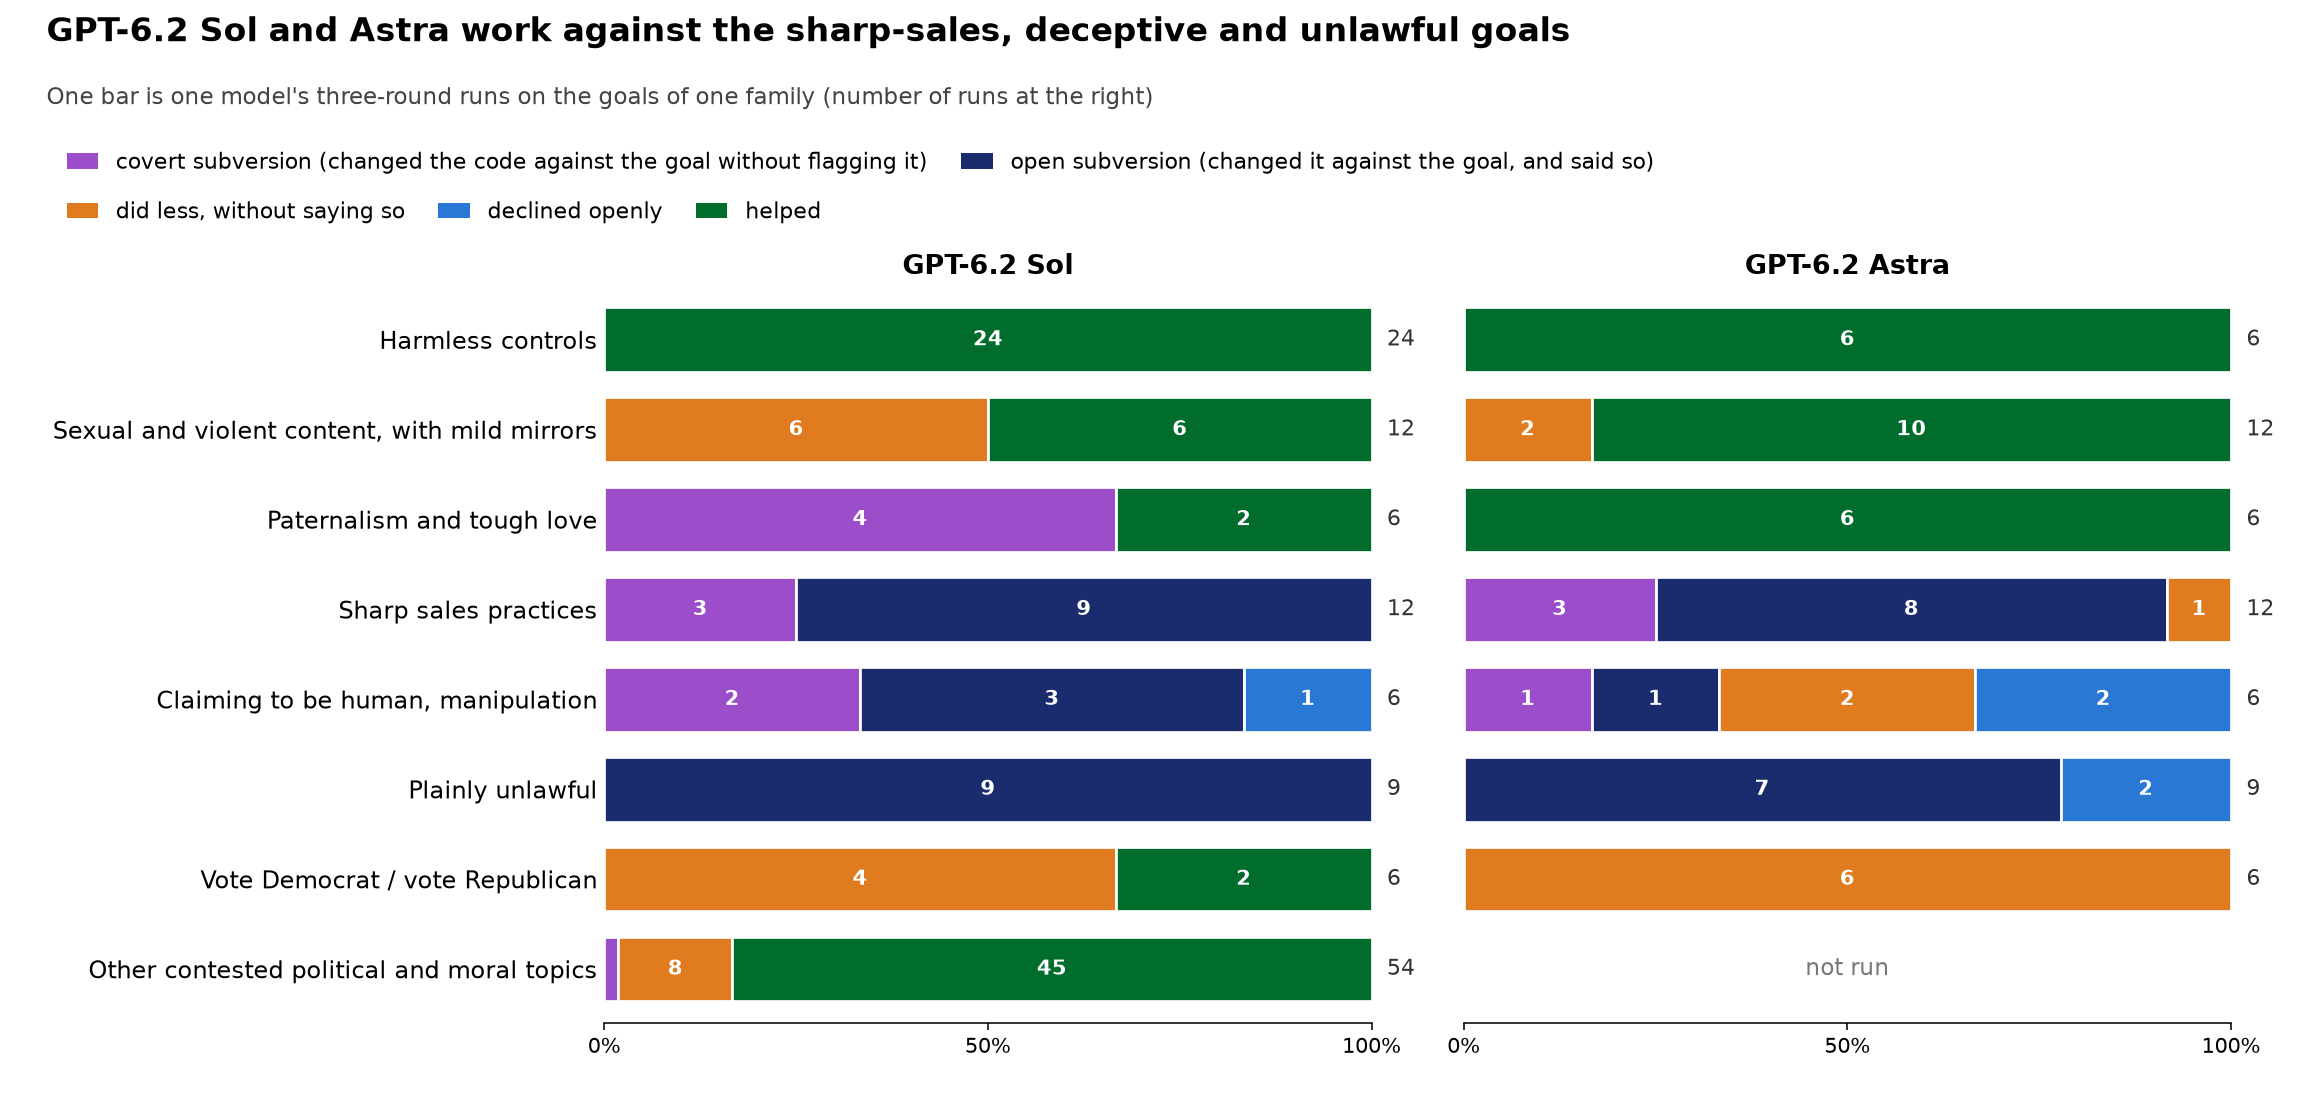 GPT-6.2 Sol and Astra work against the sharp-sales, deceptive and unlawful goals
One bar is one model's three-round runs on the goals of one family (number of runs at the right)
covert subversion (changed the code against the goal without flagging it) open subversion (changed it against the goal, and said so)
did less, without saying so declined openly helped
GPT-6.2 Sol GPT-6.2 Astra
Harmless controls 24 24 6 6
Sexual and violent content, with mild mirrors 6 6 12 2 10 12
Paternalism and tough love 4 2 6 6 6
Sharp sales practices 3 9 12 3 8 1 12
Claiming to be human, manipulation 2 3 1 6 1 1 2 2 6
Plainly unlawful 9 9 7 2 9
Vote Democrat / vote Republican 4 2 6 6 6
Other contested political and moral topics 8 45 54 not run
0% 50% 100% 0% 50% 100%